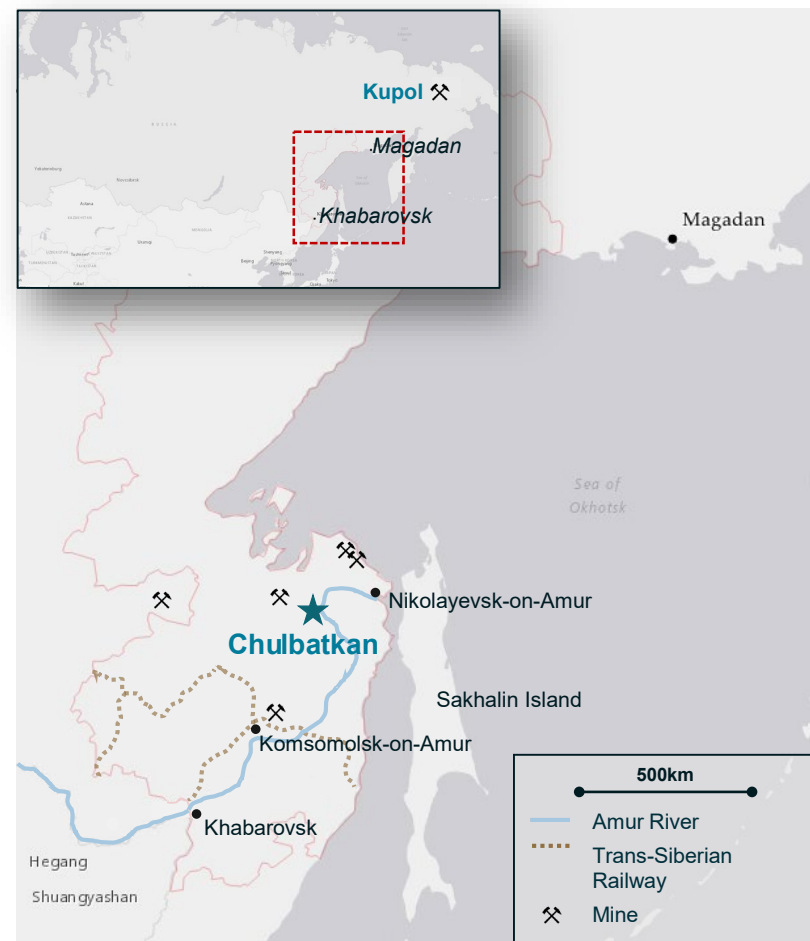 Kupol
RUSSIA
Magadan
Khabarovsk
Magadan
Sea of
Okhotsk
Nikolayevsk-on-Amur
Chulbatkan
Sakhalin Island
Komsomolsk-on-Amur
Khabarovsk
Hegang
Shuangyashan
500km
Amur River
Trans-Siberian
Railway
Mine